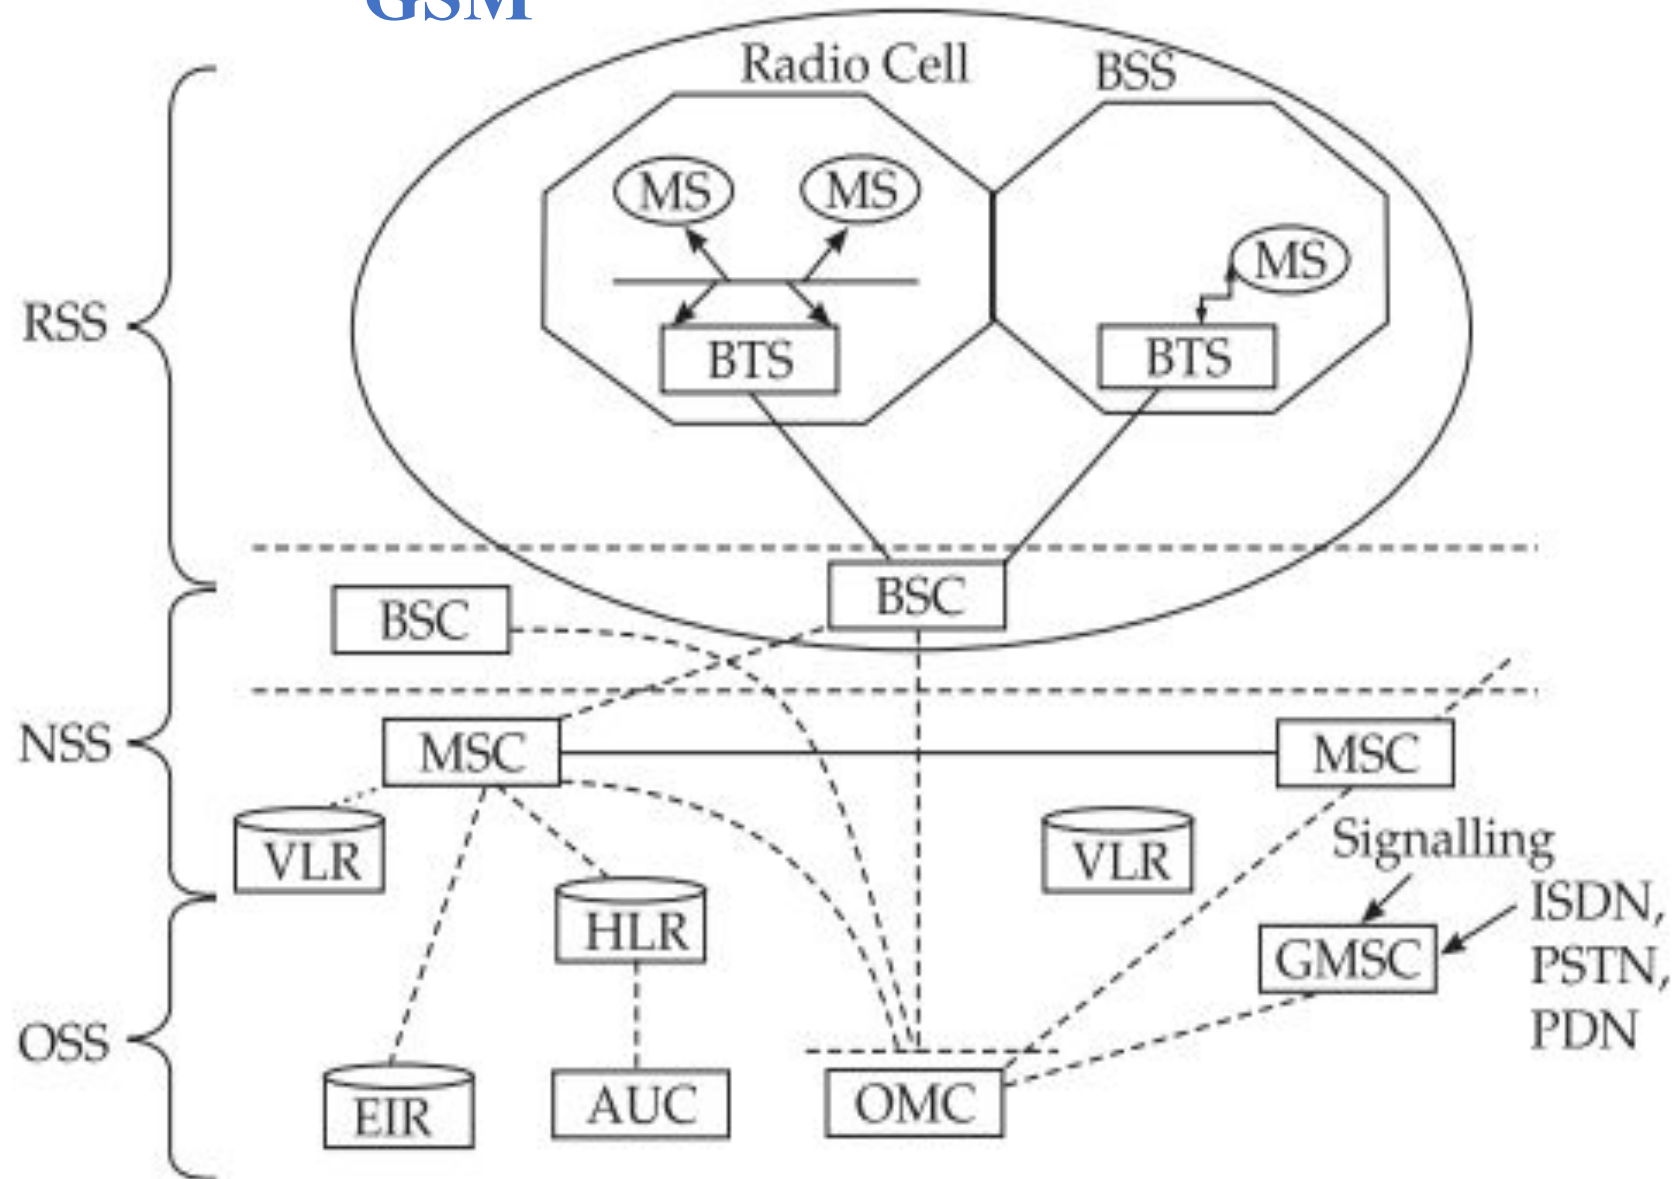 GSM
Radio Cell
BSS
MS
MS
MS
RSS
BTS
BTS
BSC
BSC
NSS
MSC
MSC
VLR
VLR
Signalling
HLR
GMSC
ISDN,
PSTN,
PDN
OSS
EIR
AUC
OMC